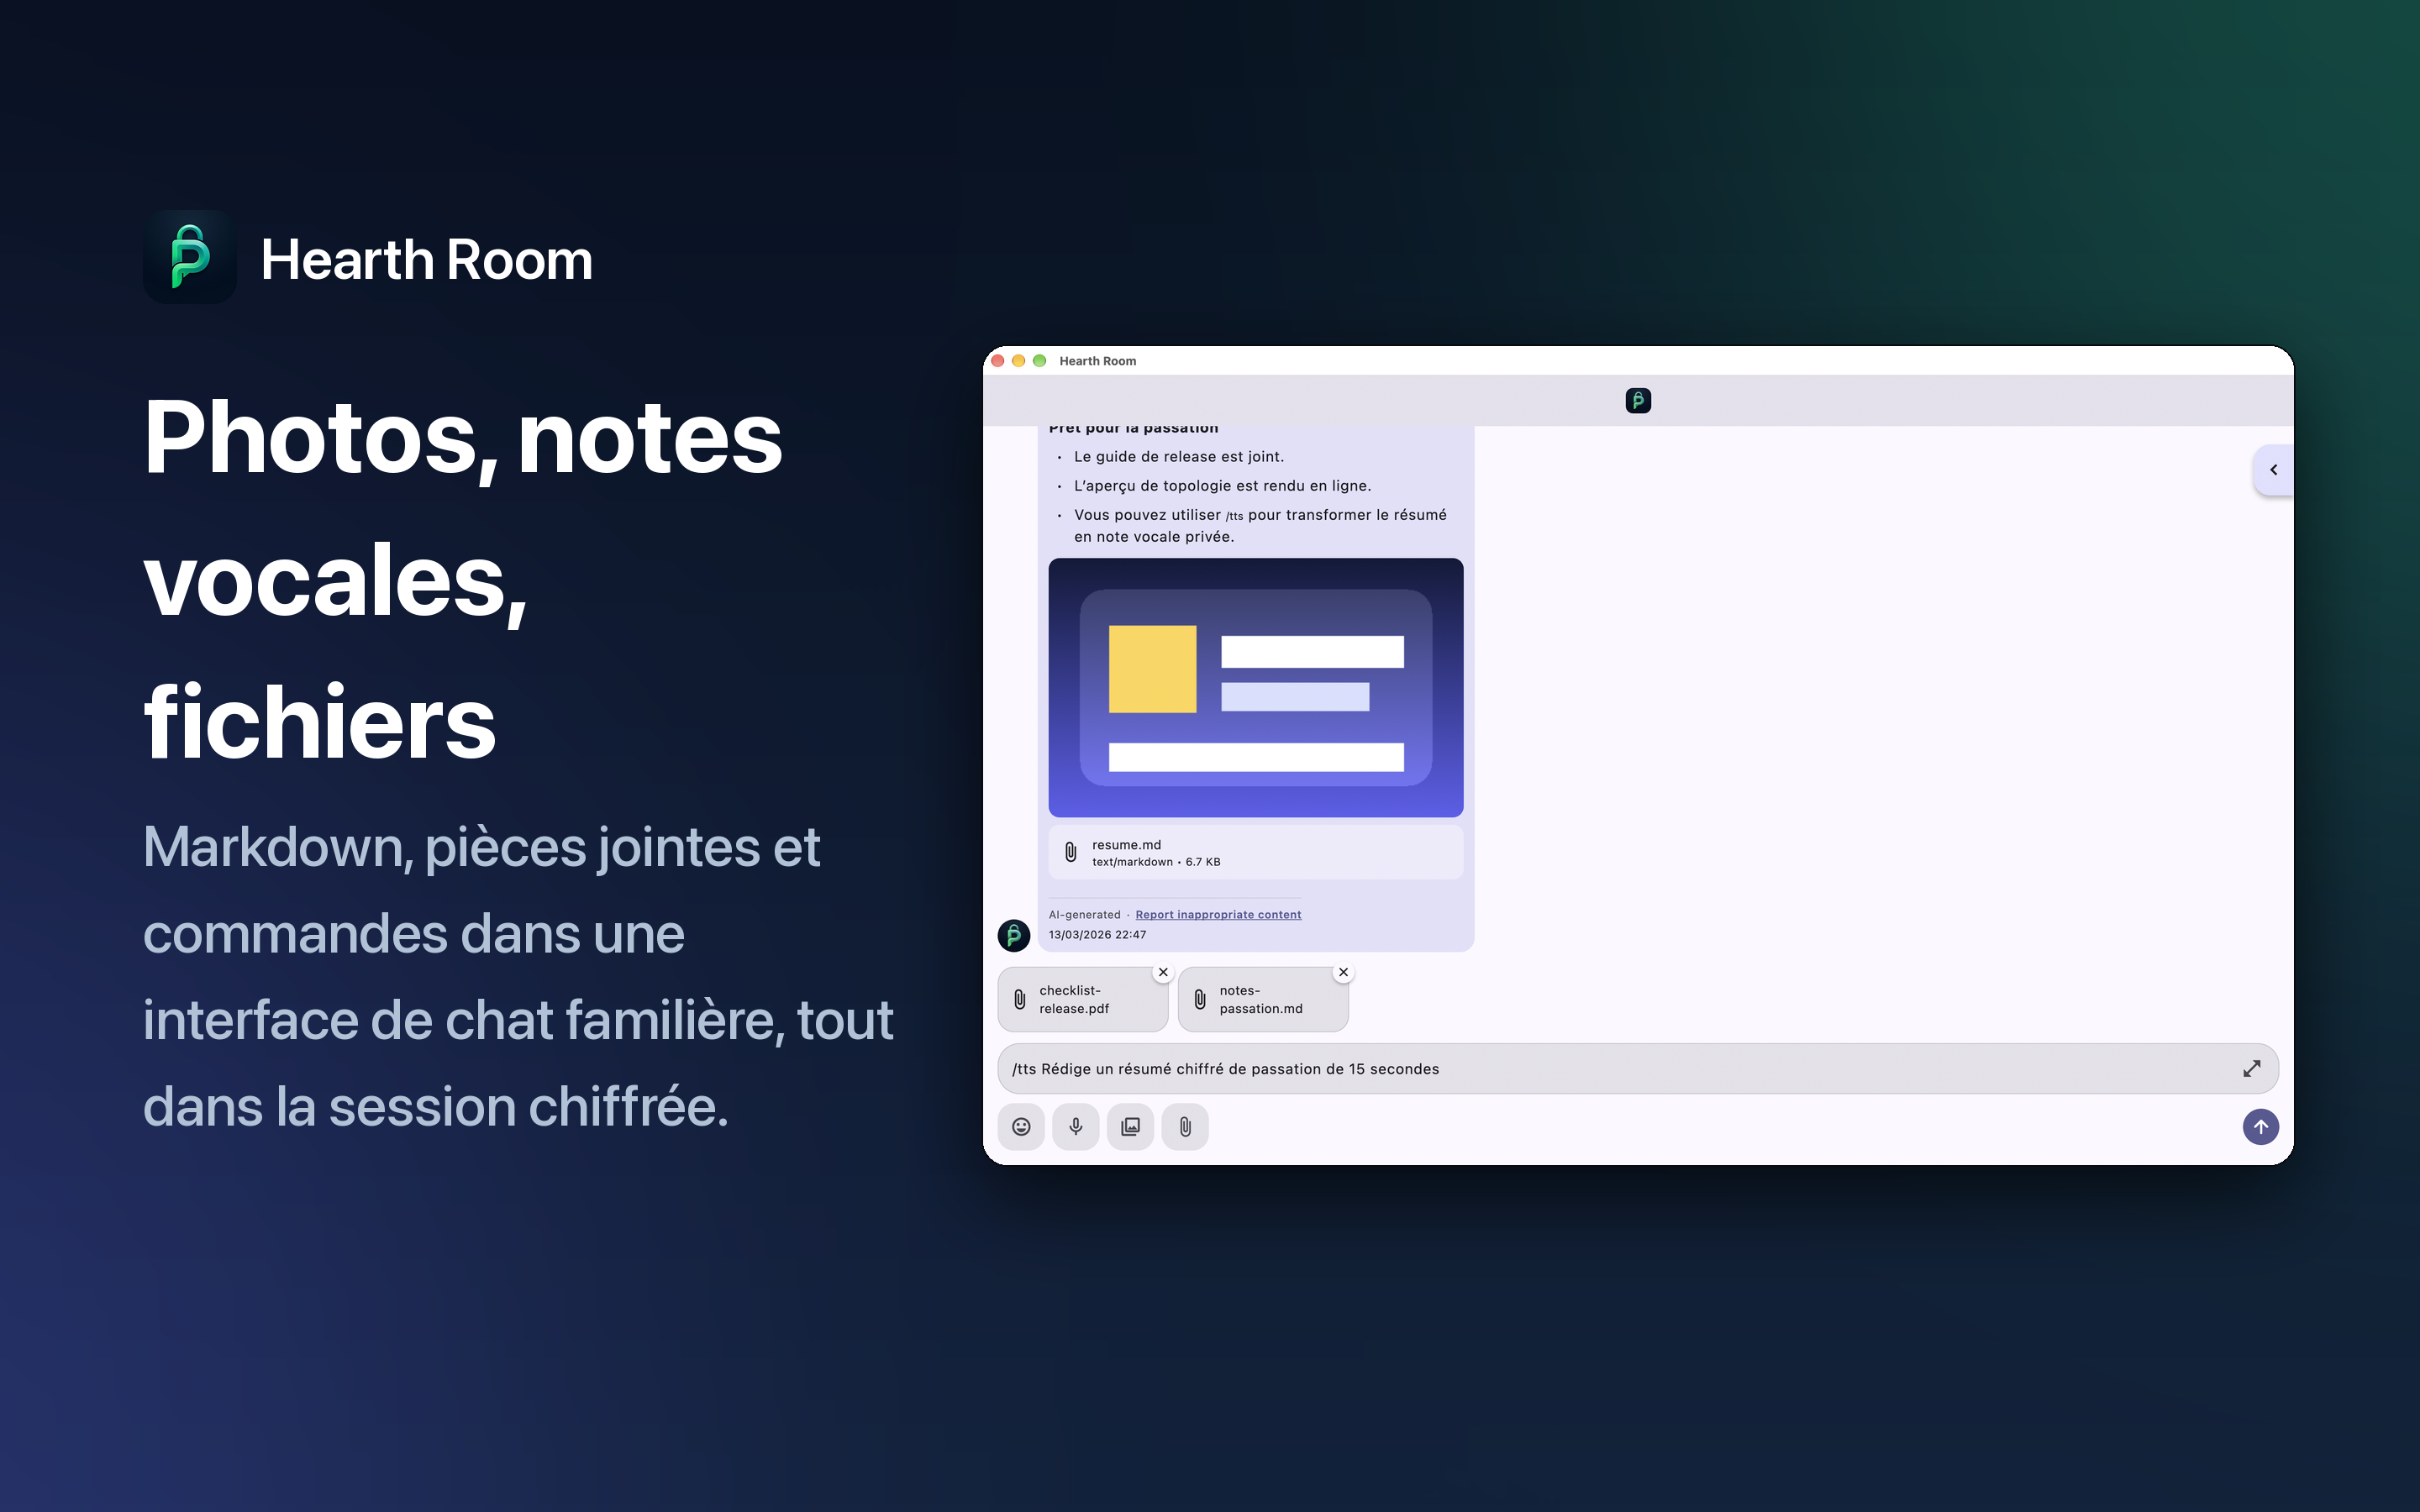 Hearth Room
Photos, notes
vocales,
fichiers
Markdown, pièces jointes et
commandes dans une
interface de chat familière, tout
dans la session chiffrée.
Hearth Room
Prêt pour la passation
• Le guide de release est joint.
• L'aperçu de topologie est rendu en ligne.
• Vous pouvez utiliser /tts pour transformer le résumé
en note vocale privée.
resume.md
text/markdown • 6.7 KB
AI-generated · Report inappropriate content
13/03/2026 22:47
checklist-
release.pdf
notes-
passation.md
/tts Rédige un résumé chiffré de passation de 15 secondes